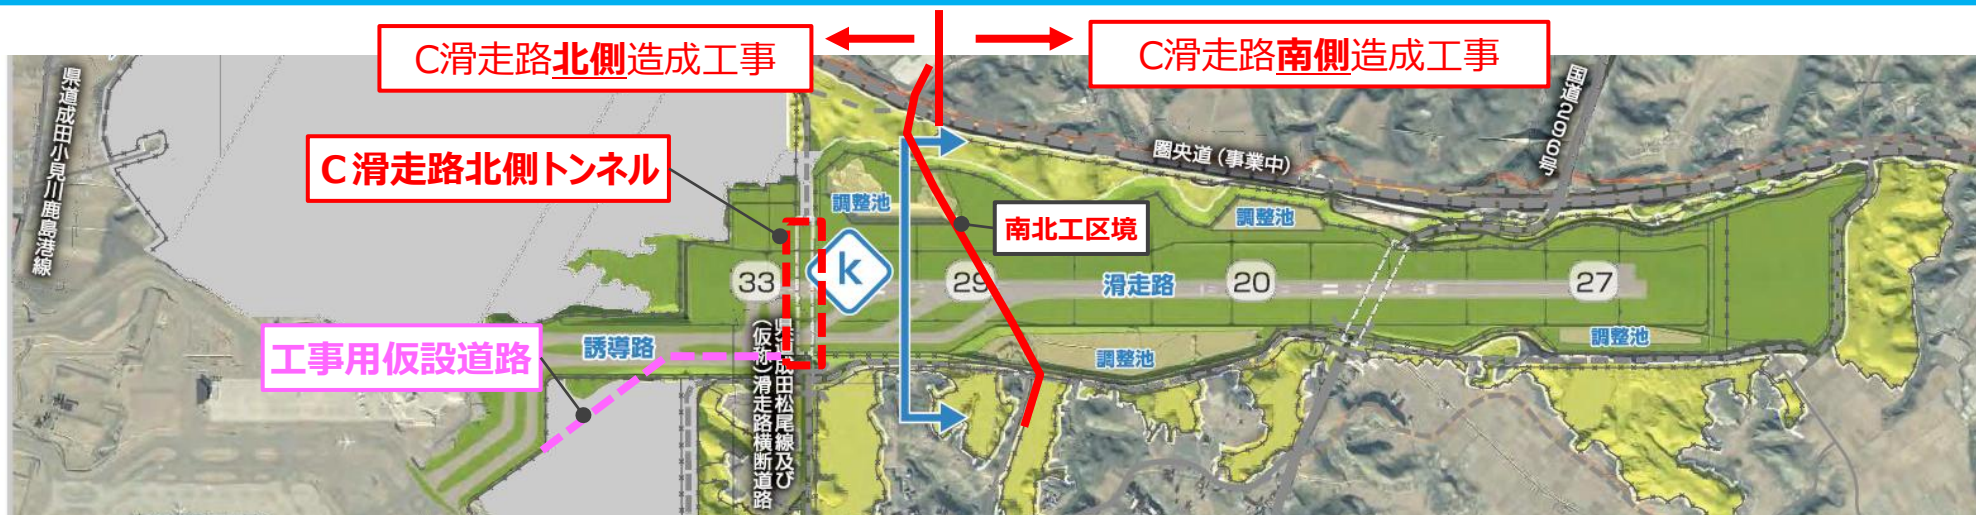 C滑走路北側造成工事
C滑走路南側造成工事
県道成田小見川鹿島港線
国道296号
圏央道(事業中)
C滑走路北側トンネル
調整池
調整池
南北工区境
k
33
29
滑走路
20
27
工事用仮設道路
誘導路
調整池
調整池
県道成田松尾線及び
(仮称)滑走路横断道路